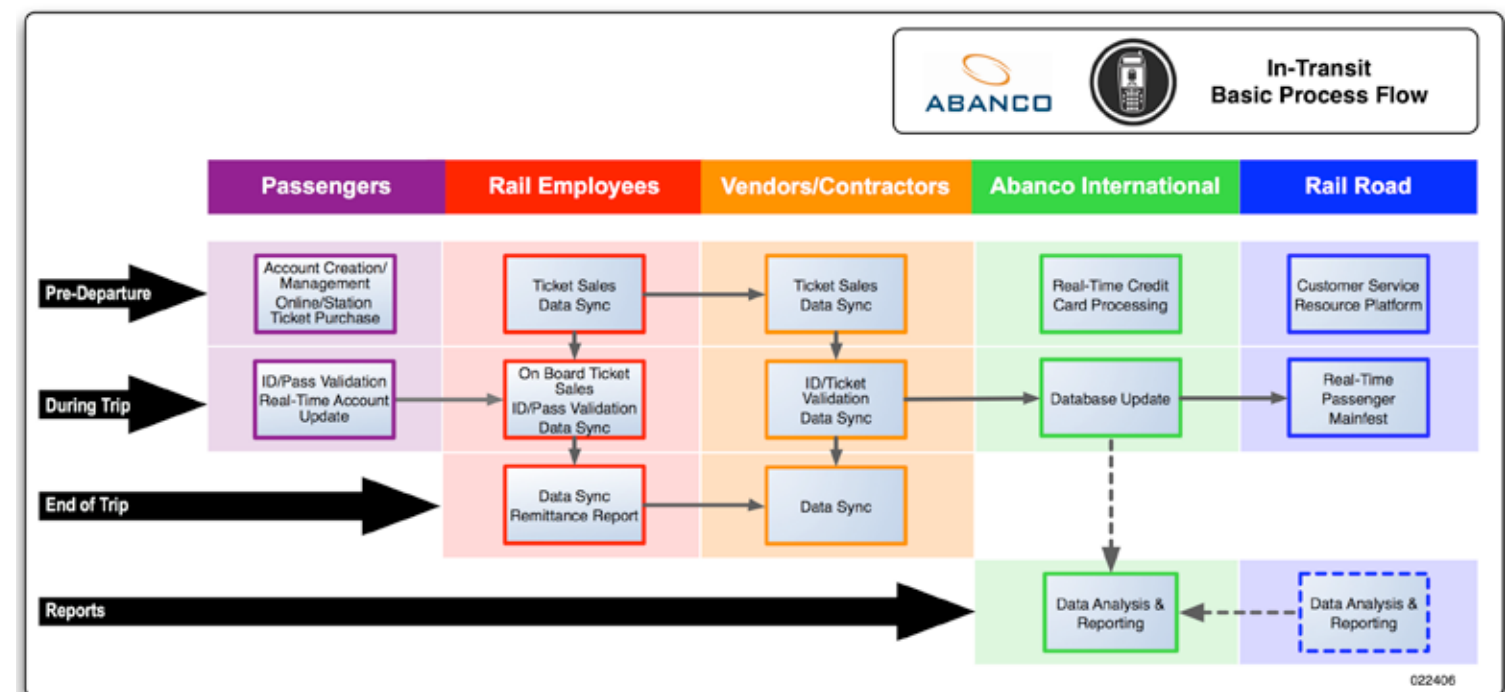 ABANCO
In-Transit
Basic Process Flow
Passengers
Rail Employees
Vendors/Contractors
Abanco International
Rail Road
Pre-Departure
Account Creation/
Management
Online/Station
Ticket Purchase
Ticket Sales
Data Sync
Ticket Sales
Data Sync
Real-Time Credit
Card Processing
Customer Service
Resource Platform
During Trip
ID/Pass Validation
Real-Time Account
Update
On Board Ticket
Sales
ID/Pass Validation
Data Sync
ID/Ticket
Validation
Data Sync
Database Update
Real-Time
Passenger
Mainfest
End of Trip
Data Sync
Remittance Report
Data Sync
Reports
Data Analysis &
Reporting
Data Analysis &
Reporting
022406